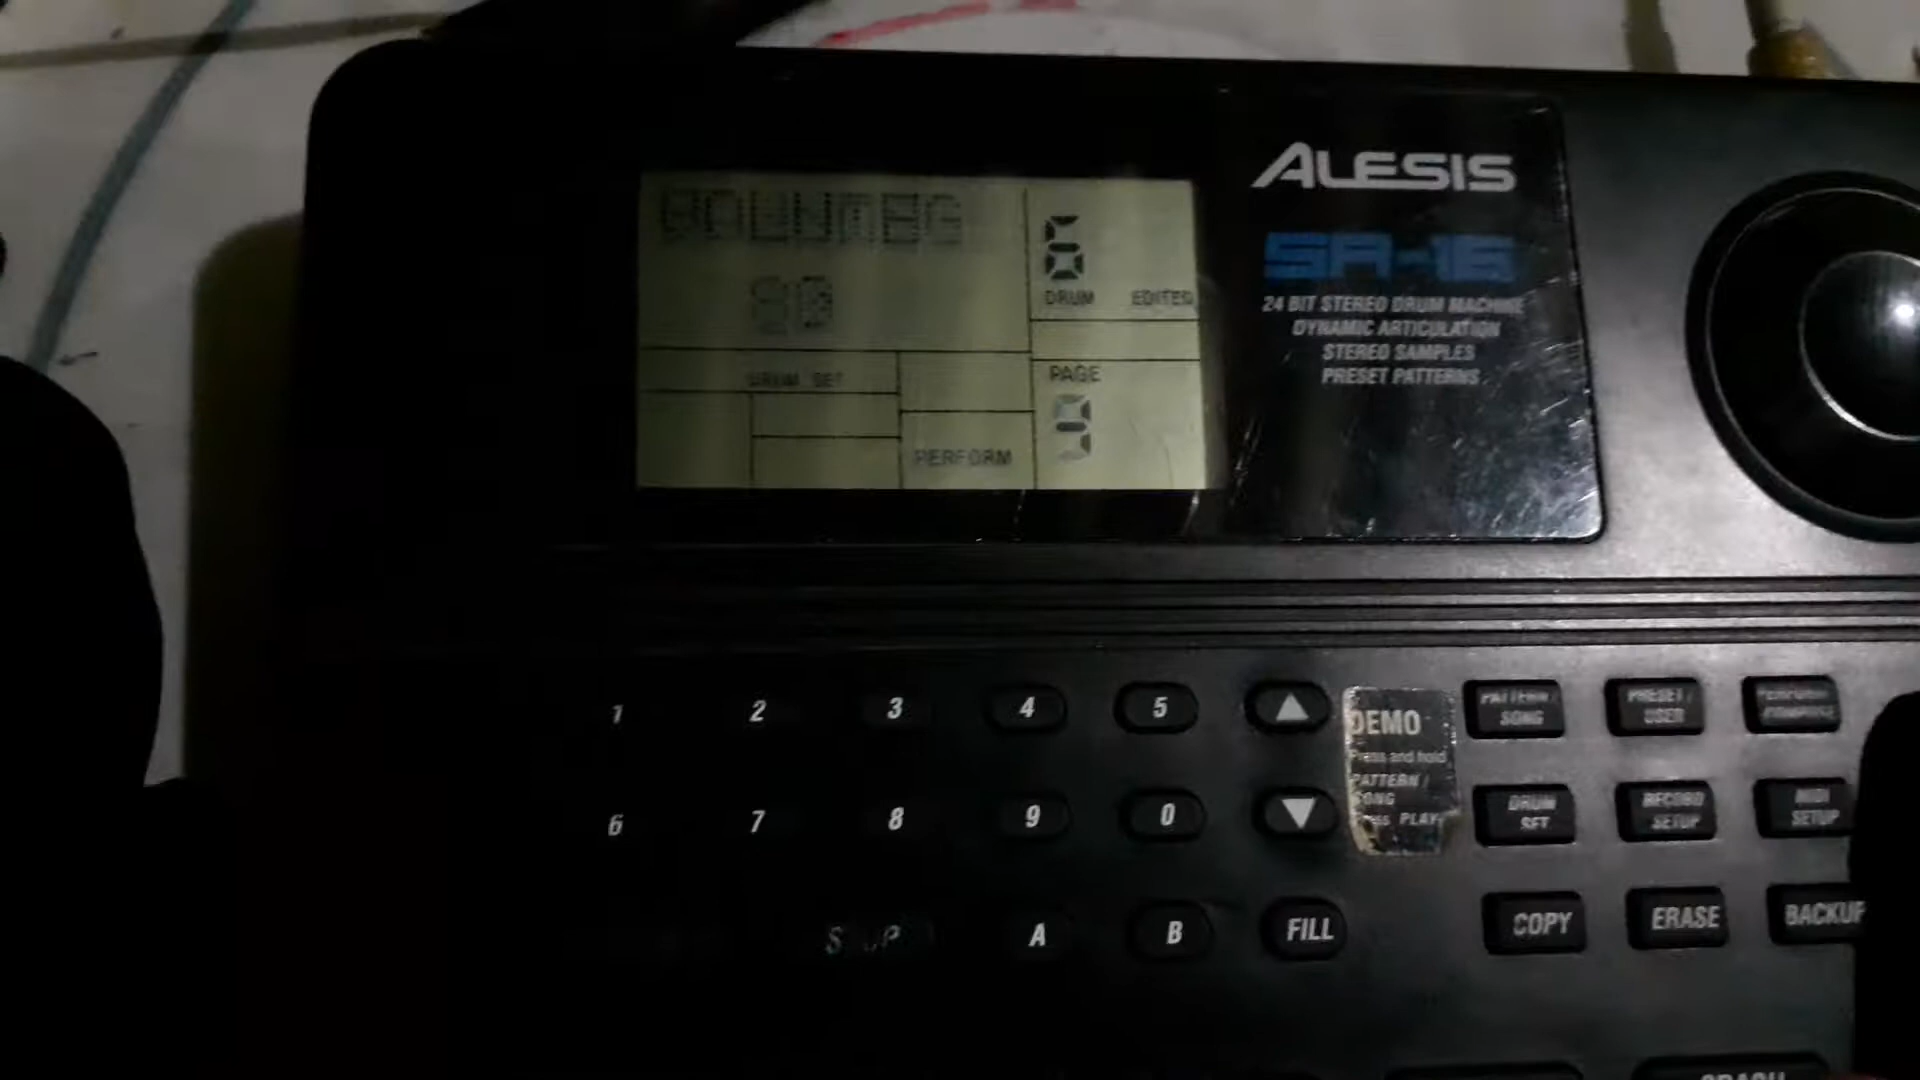 ALESIS
SR-16
24 BIT STEREO DRUM MACHINE
DYNAMIC ARTICULATION
STEREO SAMPLES
PRESET PATTERNS
DRUM EDITED
DRUM SET
PAGE
9
PERFORM
1 2 3 4 5
DEMO
Press and hold
PATTERN /
SONG
Press PLAY
PATTERN / SONG
PRESET / USER
6 7 8 9 0
DRUM SET
RECORD SETUP
MIDI SETUP
A B FILL
COPY
ERASE
BACKUP